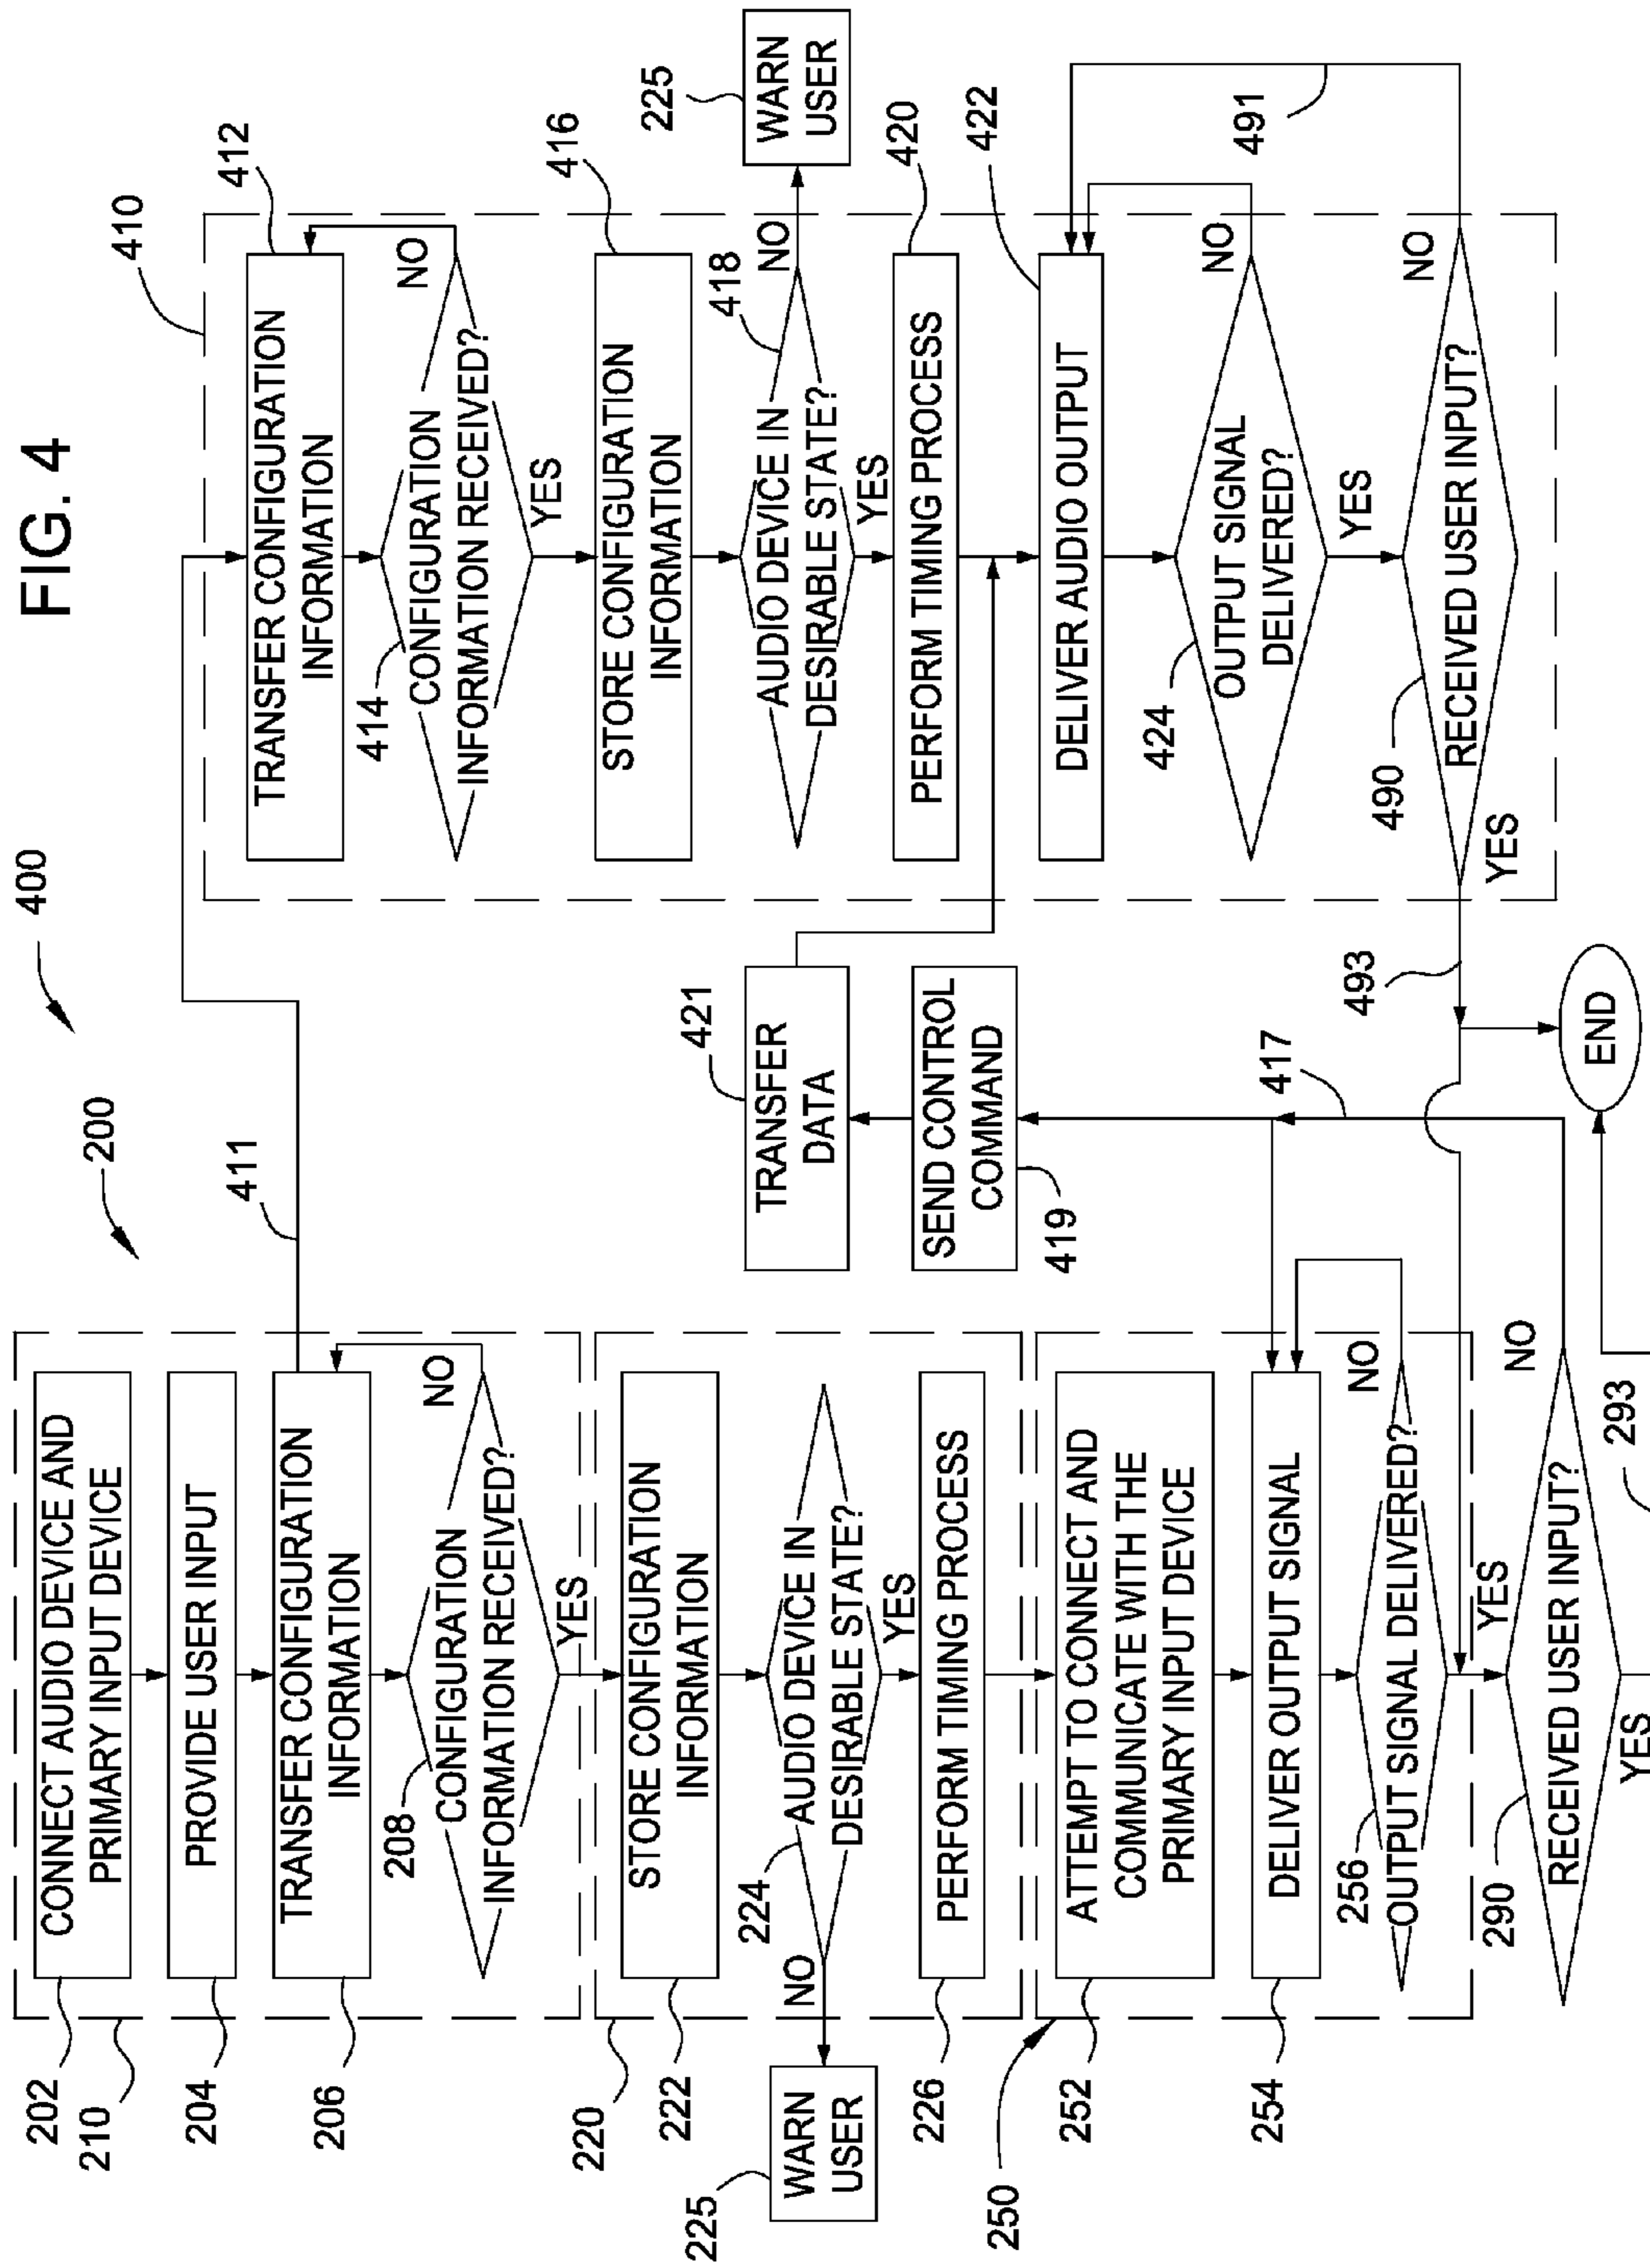 FIG. 4
400
200
202
CONNECT AUDIO DEVICE AND
PRIMARY INPUT DEVICE
210
204
PROVIDE USER INPUT
206
TRANSFER CONFIGURATION
INFORMATION
411
208
CONFIGURATION
INFORMATION RECEIVED?
NO
YES
220
222
STORE CONFIGURATION
INFORMATION
224
AUDIO DEVICE IN
DESIRABLE STATE?
NO
YES
225
WARN
USER
226
PERFORM TIMING PROCESS
250
252
ATTEMPT TO CONNECT AND
COMMUNICATE WITH THE
PRIMARY INPUT DEVICE
254
DELIVER OUTPUT SIGNAL
256
OUTPUT SIGNAL DELIVERED?
NO
YES
290
RECEIVED USER INPUT?
NO
YES
293
417
419
SEND CONTROL
COMMAND
421
TRANSFER
DATA
410
412
TRANSFER CONFIGURATION
INFORMATION
414
CONFIGURATION
INFORMATION RECEIVED?
NO
YES
416
STORE CONFIGURATION
INFORMATION
418
AUDIO DEVICE IN
DESIRABLE STATE?
NO
YES
225
WARN
USER
420
PERFORM TIMING PROCESS
422
DELIVER AUDIO OUTPUT
424
OUTPUT SIGNAL
DELIVERED?
NO
YES
490
RECEIVED USER INPUT?
NO
YES
491
493
END